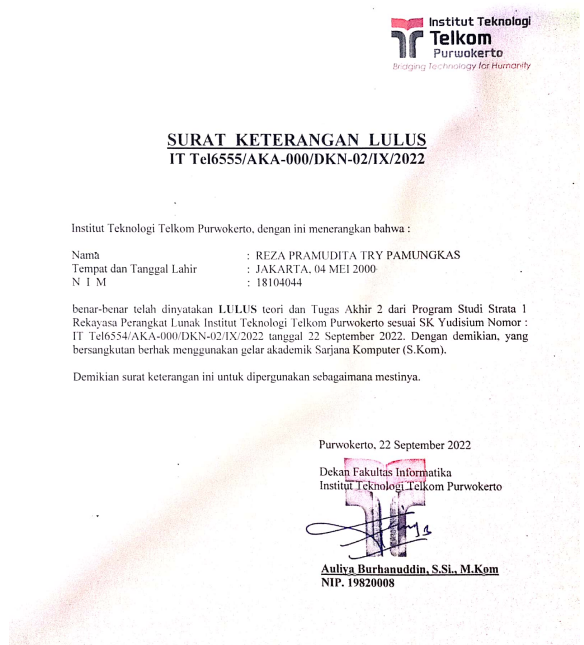 Institut Teknologi
Telkom
Purwokerto
Bridging Technology for Humanity
SURAT KETERANGAN LULUS
IT Tel6555/AKA-000/DKN-02/IX/2022
Institut Teknologi Telkom Purwokerto, dengan ini menerangkan bahwa :
Nama : REZA PRAMUDITA TRY PAMUNGKAS
Tempat dan Tanggal Lahir : JAKARTA, 04 MEI 2000
N I M : 18104044
benar-benar telah dinyatakan LULUS teori dan Tugas Akhir 2 dari Program Studi Strata 1
Rekayasa Perangkat Lunak Institut Teknologi Telkom Purwokerto sesuai SK Yudisium Nomor :
IT Tel6554/AKA-000/DKN-02/IX/2022 tanggal 22 September 2022. Dengan demikian, yang
bersangkutan berhak menggunakan gelar akademik Sarjana Komputer (S.Kom).
Demikian surat keterangan ini untuk dipergunakan sebagaimana mestinya.
Purwokerto, 22 September 2022
Dekan Fakultas Informatika
Institut Teknologi Telkom Purwokerto
Auliya Burhanuddin, S.Si., M.Kom
NIP. 19820008